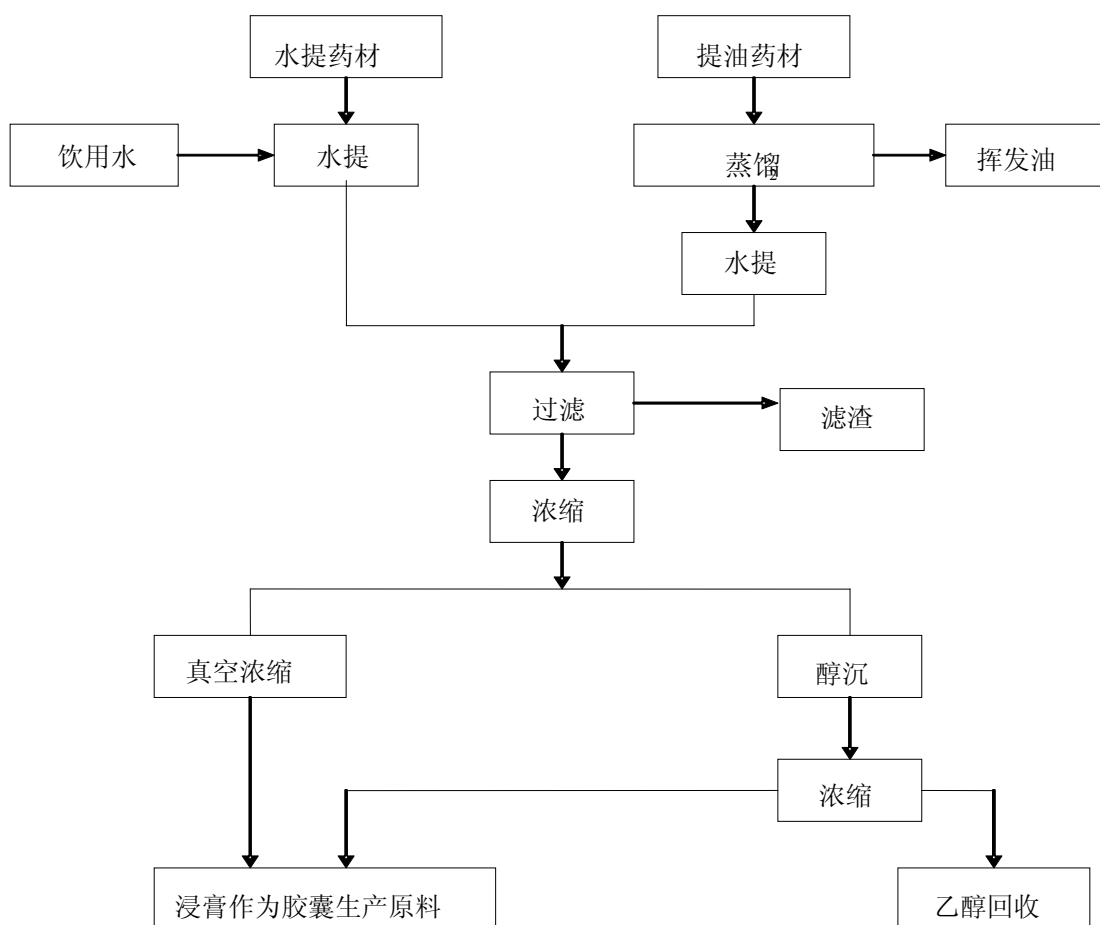 水提药材
提油药材
饮用水
水提
蒸馏
2
挥发油
水提
过滤
滤渣
浓缩
真空浓缩
醇沉
浓缩
浸膏作为胶囊生产原料
乙醇回收